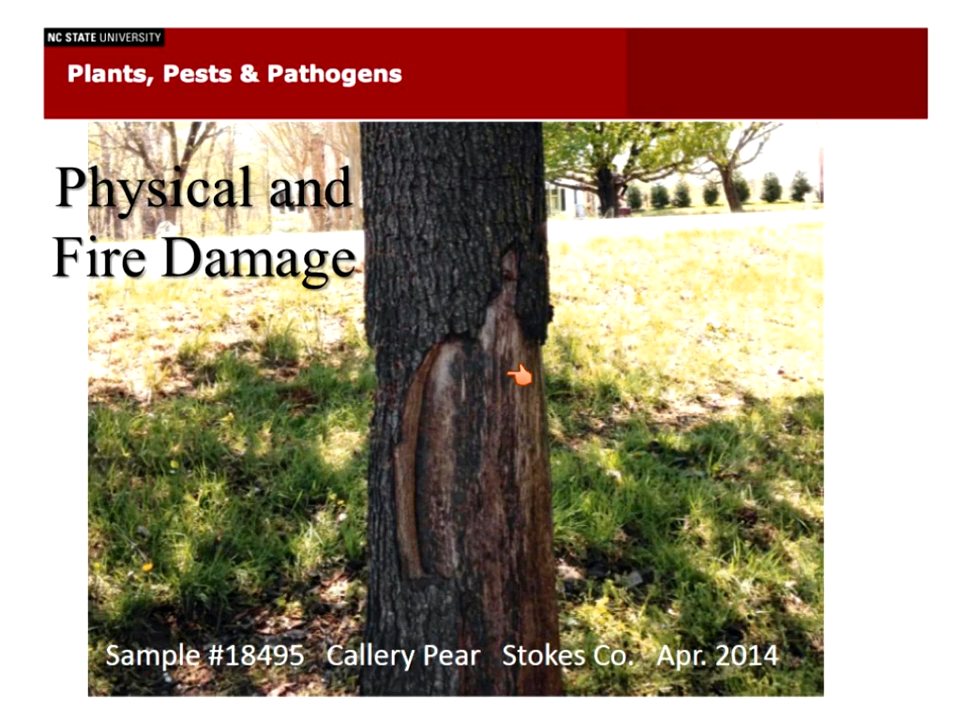 NC STATE UNIVERSITY
Plants, Pests & Pathogens
Physical and
Fire Damage
Sample #18495 Callery Pear Stokes Co. Apr. 2014